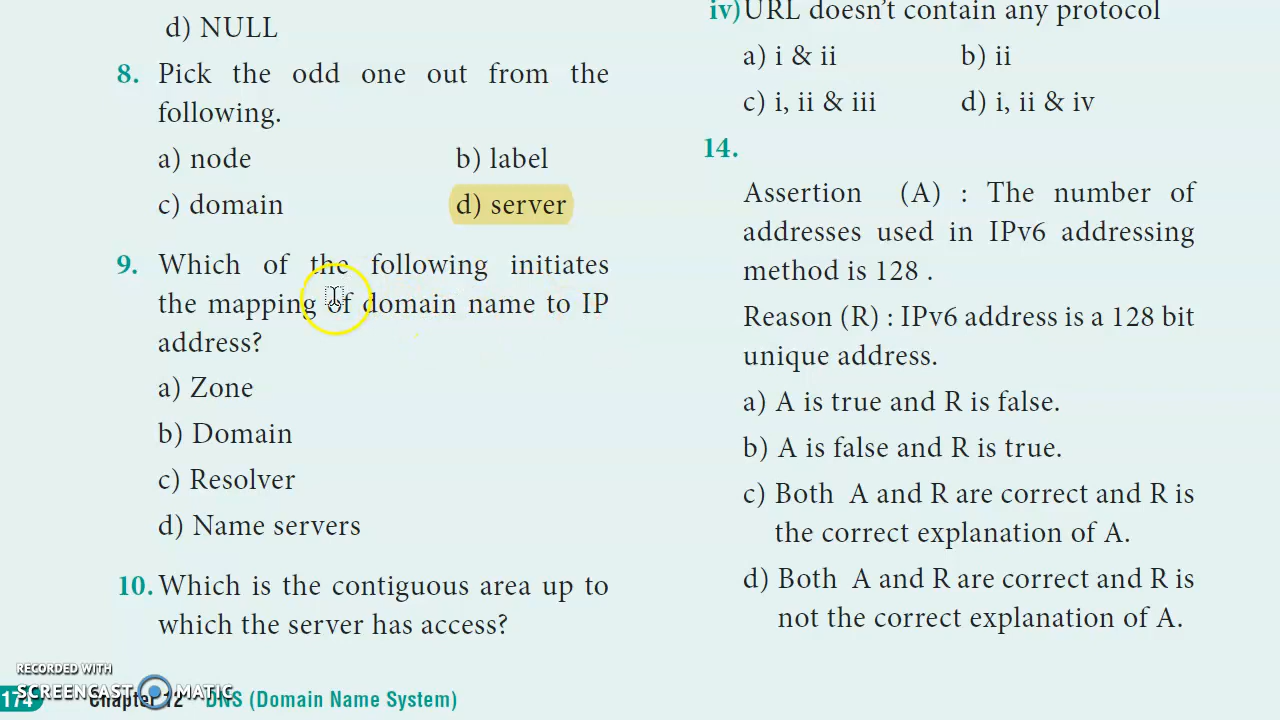 d) NULL
8. Pick the odd one out from the
following.
a) node b) label
c) domain d) server
9. Which of the following initiates
the mapping of domain name to IP
address?
a) Zone
b) Domain
c) Resolver
d) Name servers
10. Which is the contiguous area up to
which the server has access?
iv) URL doesn't contain any protocol
a) i & ii b) ii
c) i, ii & iii d) i, ii & iv
14.
Assertion (A) : The number of
addresses used in IPv6 addressing
method is 128 .
Reason (R) : IPv6 address is a 128 bit
unique address.
a) A is true and R is false.
b) A is false and R is true.
c) Both A and R are correct and R is
the correct explanation of A.
d) Both A and R are correct and R is
not the correct explanation of A.
RECORDED WITH
SCREENCAST MATIC
174 Chapter 12 DNS (Domain Name System)